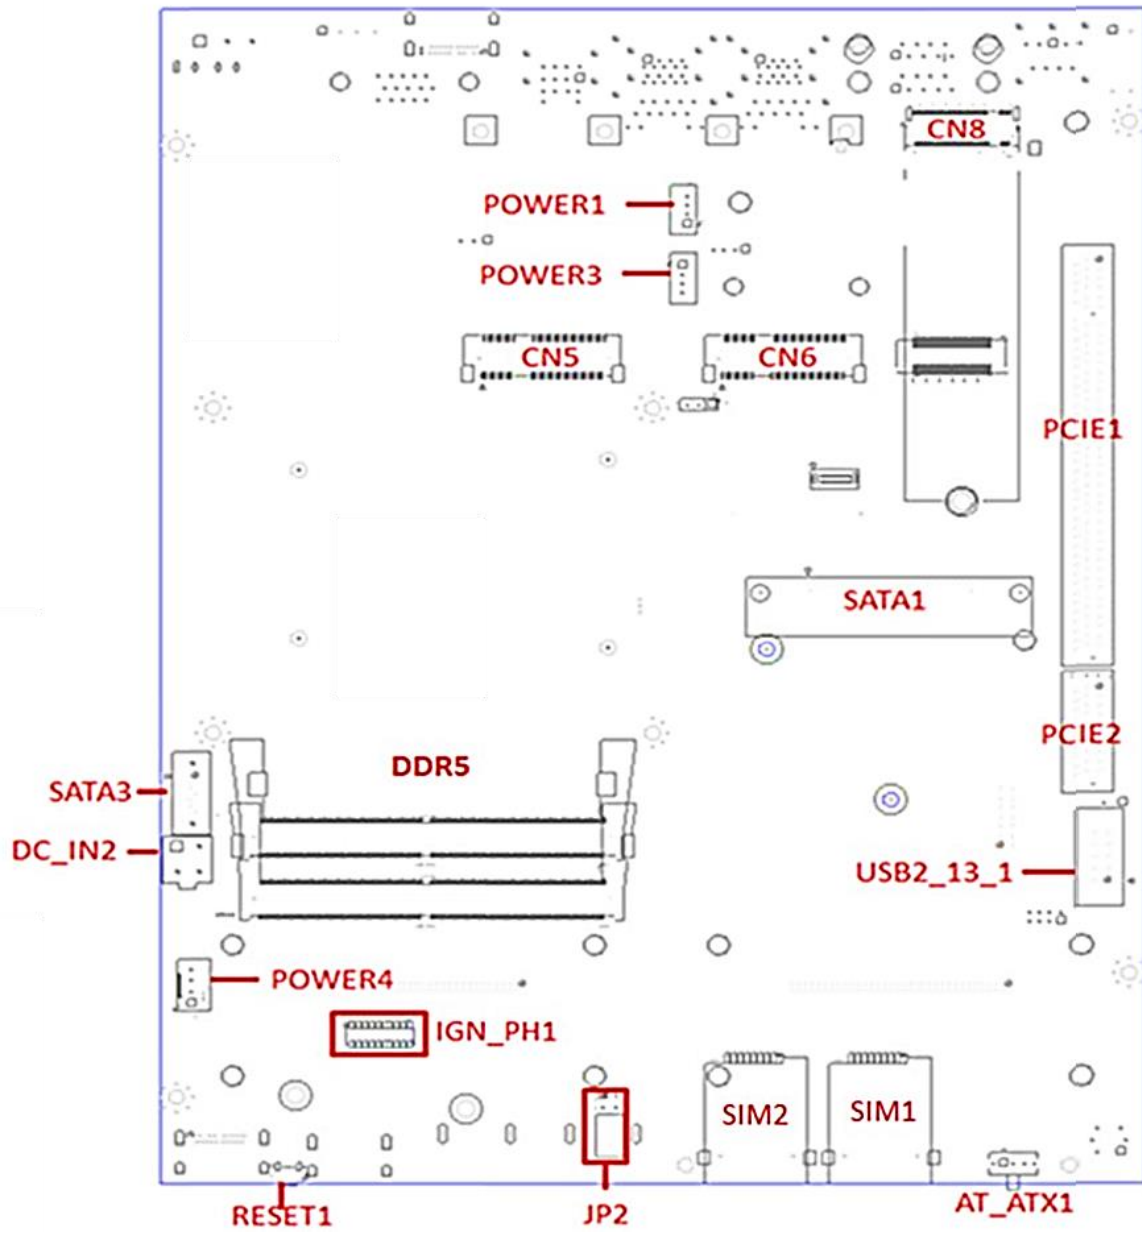 CN8
POWER1
POWER3
CN5
CN6
PCIE1
SATA1
PCIE2
DDR5
SATA3
DC_IN2
USB2_13_1
POWER4
IGN_PH1
SIM2
SIM1
RESET1
JP2
AT_ATX1